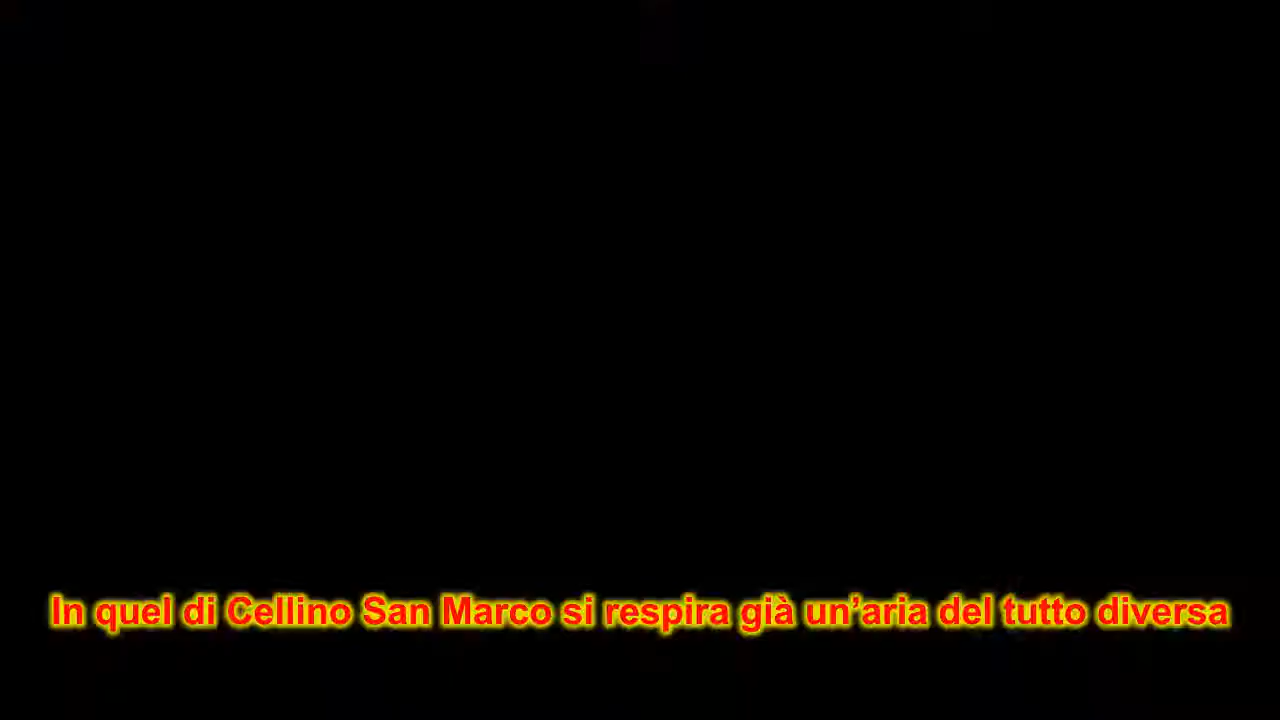 In quel di Cellino San Marco si respira già un’aria del tutto diversa